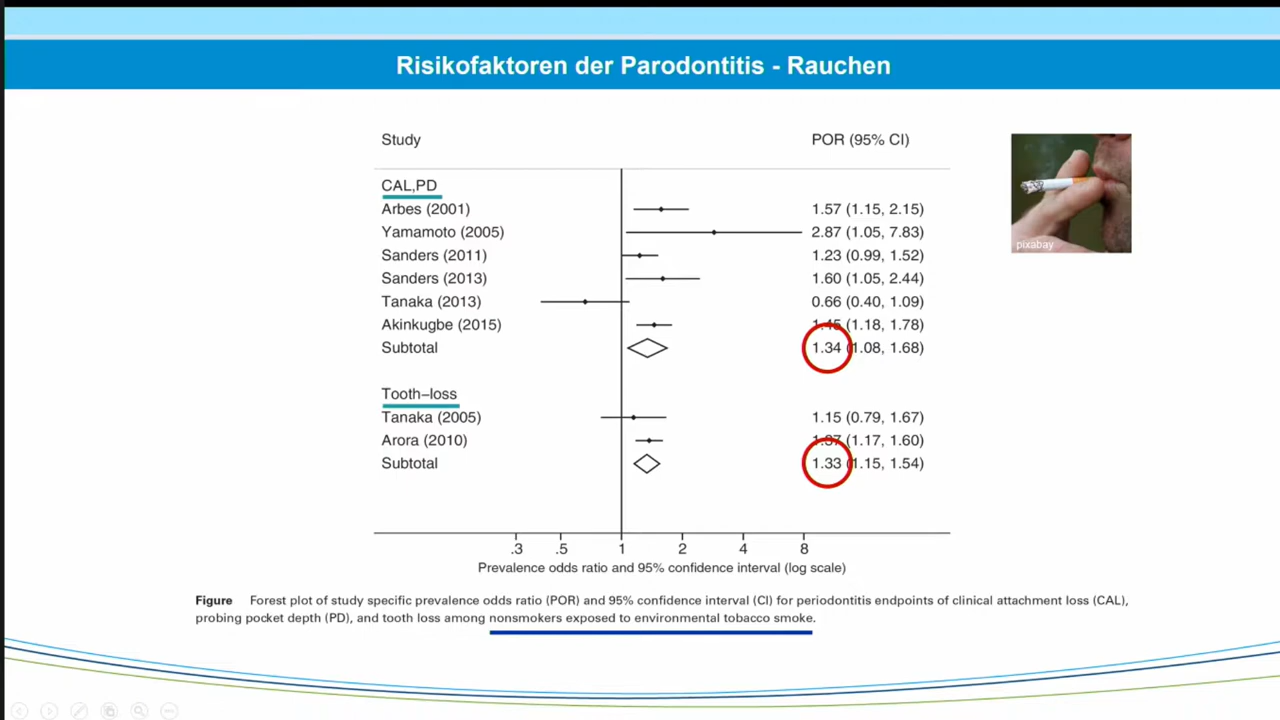 Risikofaktoren der Parodontitis - Rauchen
Study POR (95% CI)
CAL,PD
Arbes (2001) 1.57 (1.15, 2.15)
Yamamoto (2005) 2.87 (1.05, 7.83)
Sanders (2011) 1.23 (0.99, 1.52)
Sanders (2013) 1.60 (1.05, 2.44)
Tanaka (2013) 0.66 (0.40, 1.09)
Akinkugbe (2015) 1.45 (1.18, 1.78)
Subtotal 1.34 (1.08, 1.68)
Tooth–loss
Tanaka (2005) 1.15 (0.79, 1.67)
Arora (2010) 1.37 (1.17, 1.60)
Subtotal 1.33 (1.15, 1.54)
.3 .5 1 2 4 8
Prevalence odds ratio and 95% confidence interval (log scale)
pixabay
Figure Forest plot of study specific prevalence odds ratio (POR) and 95% confidence interval (CI) for periodontitis endpoints of clinical attachment loss (CAL),
probing pocket depth (PD), and tooth loss among nonsmokers exposed to environmental tobacco smoke.